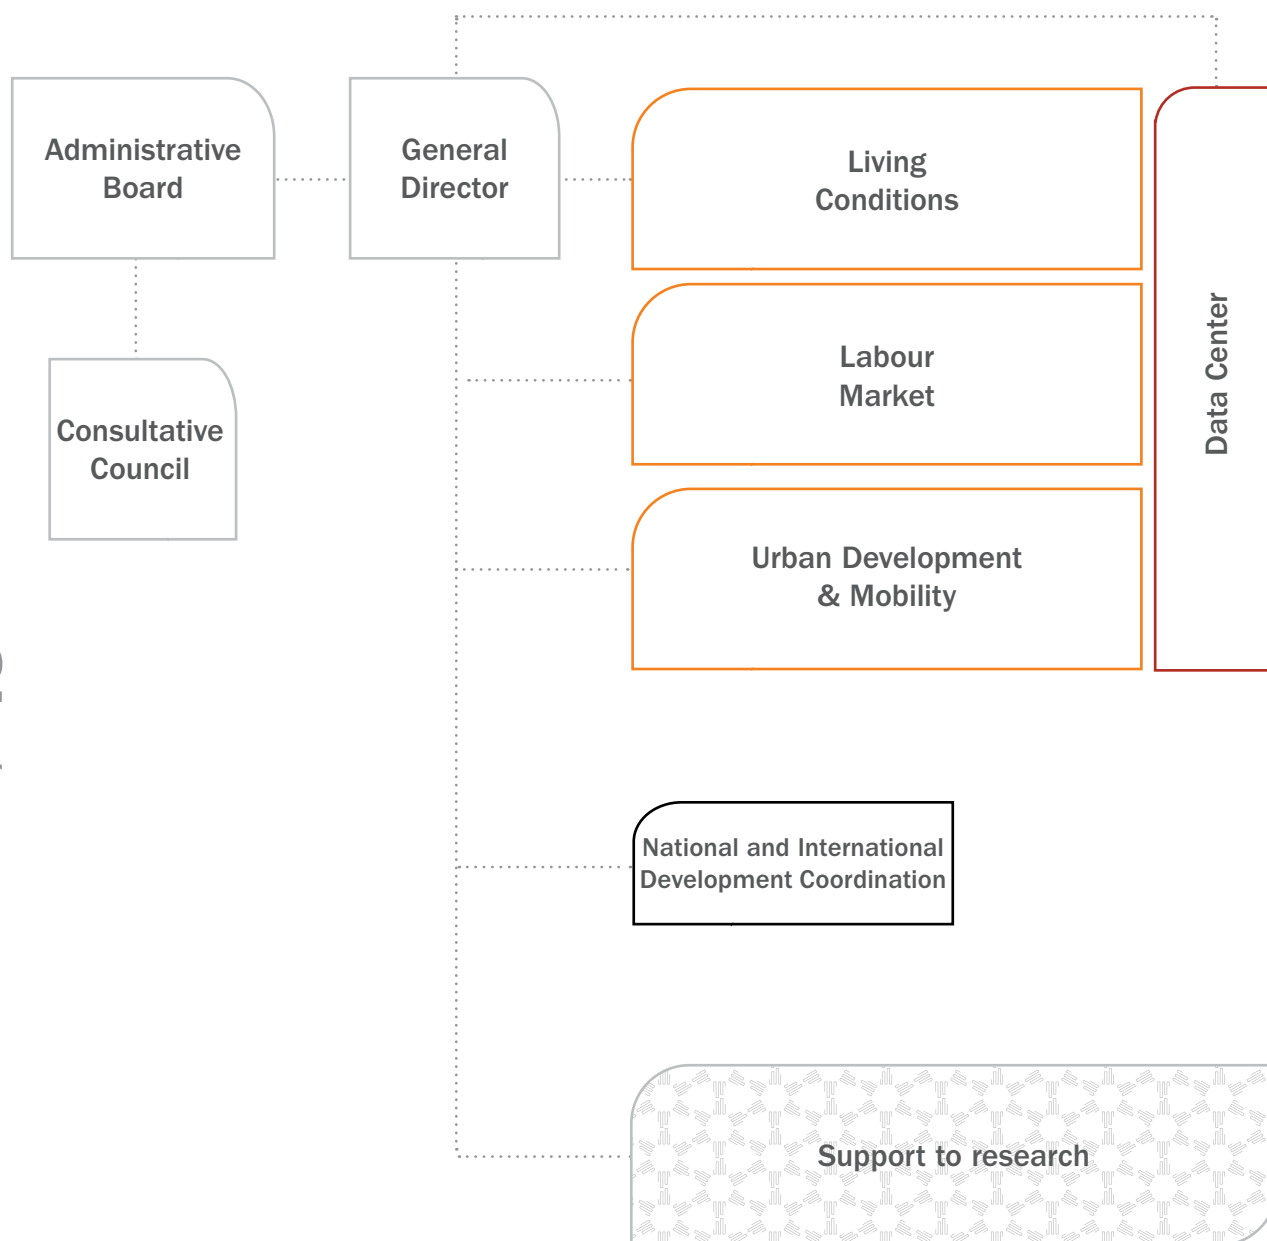 Administrative
Board
General
Director
Living
Conditions
Labour
Market
Data Center
Consultative
Council
Urban Development
& Mobility
National and International
Development Coordination
Support to research